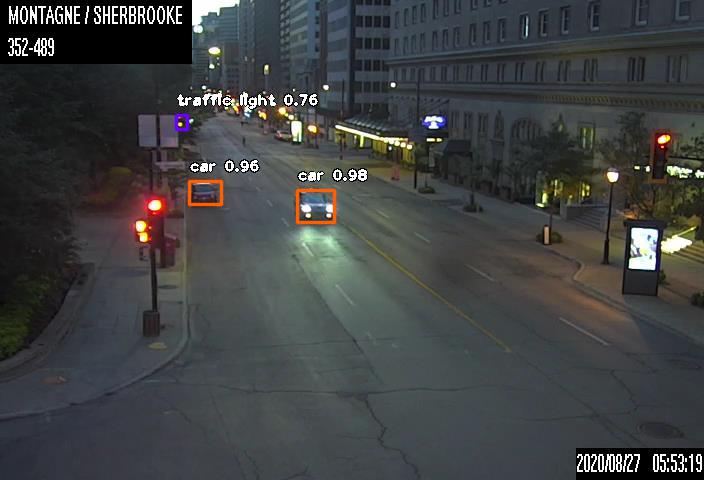 MONTAGNE / SHERBROOKE
352-489
traffic light 0.76
car 0.96
car 0.98
2020/08/27 05:53:19